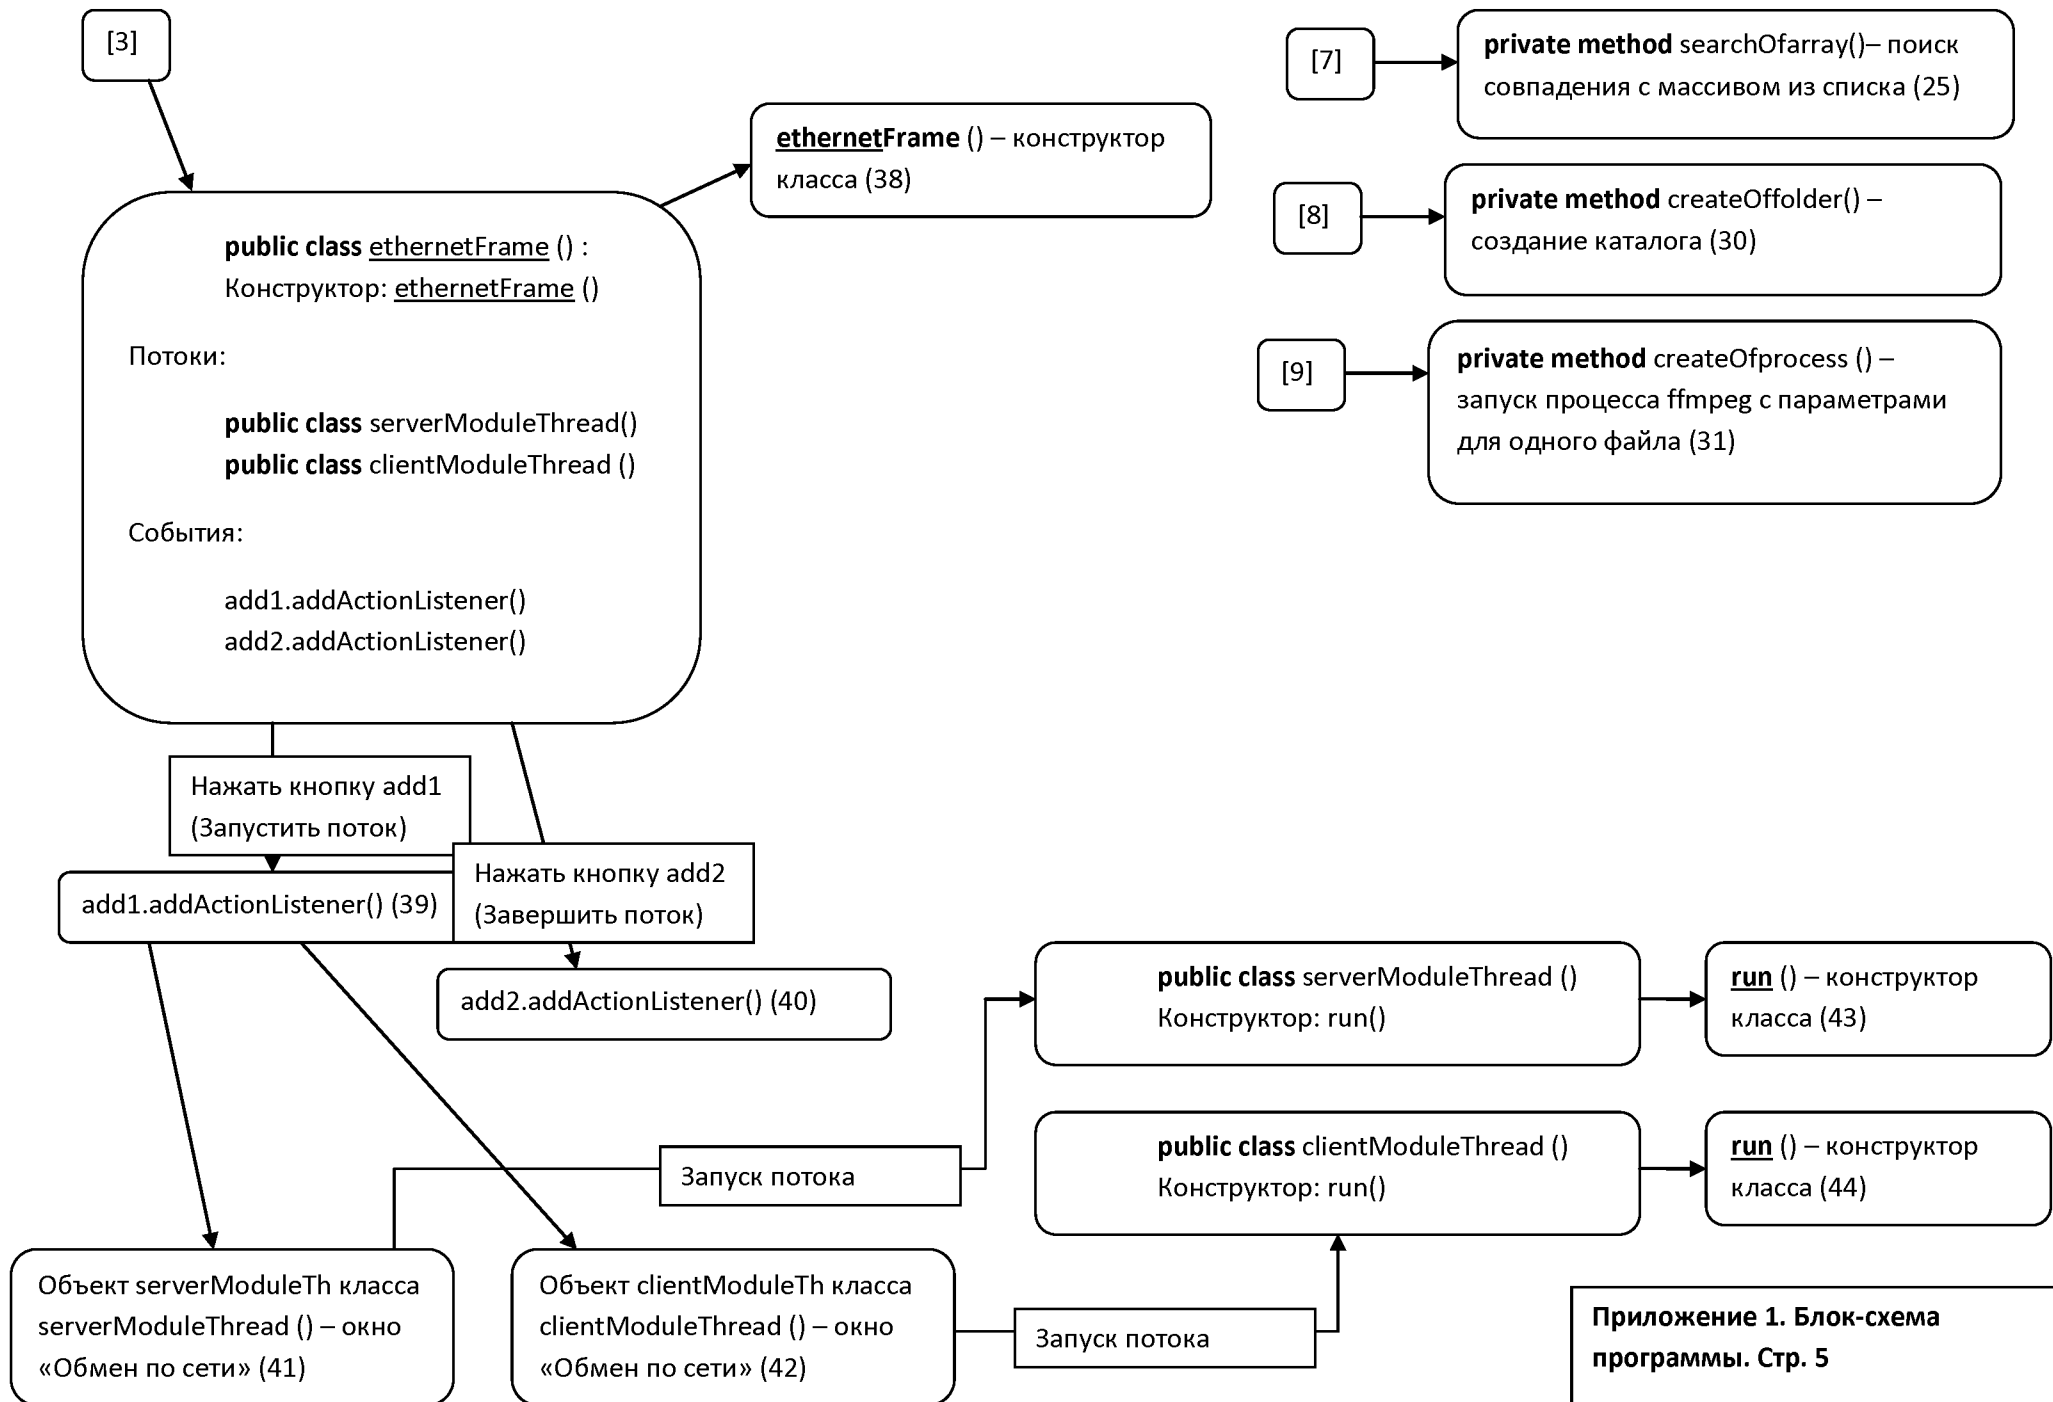 [3]
ethernetFrame () – конструктор
класса (38)
public class ethernetFrame () :
Конструктор: ethernetFrame ()
Потоки:
public class serverModuleThread()
public class clientModuleThread ()
События:
add1.addActionListener()
add2.addActionListener()
[7]
private method searchOfarray()– поиск
совпадения с массивом из списка (25)
[8]
private method createOffolder() –
создание каталога (30)
[9]
private method createOfprocess () –
запуск процесса ffmpeg с параметрами
для одного файла (31)
Нажать кнопку add1
(Запустить поток)
Нажать кнопку add2
(Завершить поток)
add1.addActionListener() (39)
add2.addActionListener() (40)
public class serverModuleThread ()
Конструктор: run()
run () – конструктор
класса (43)
public class clientModuleThread ()
Конструктор: run()
run () – конструктор
класса (44)
Запуск потока
Объект serverModuleTh класса
serverModuleThread () – окно
«Обмен по сети» (41)
Объект clientModuleTh класса
clientModuleThread () – окно
«Обмен по сети» (42)
Запуск потока
Приложение 1. Блок-схема
программы. Стр. 5